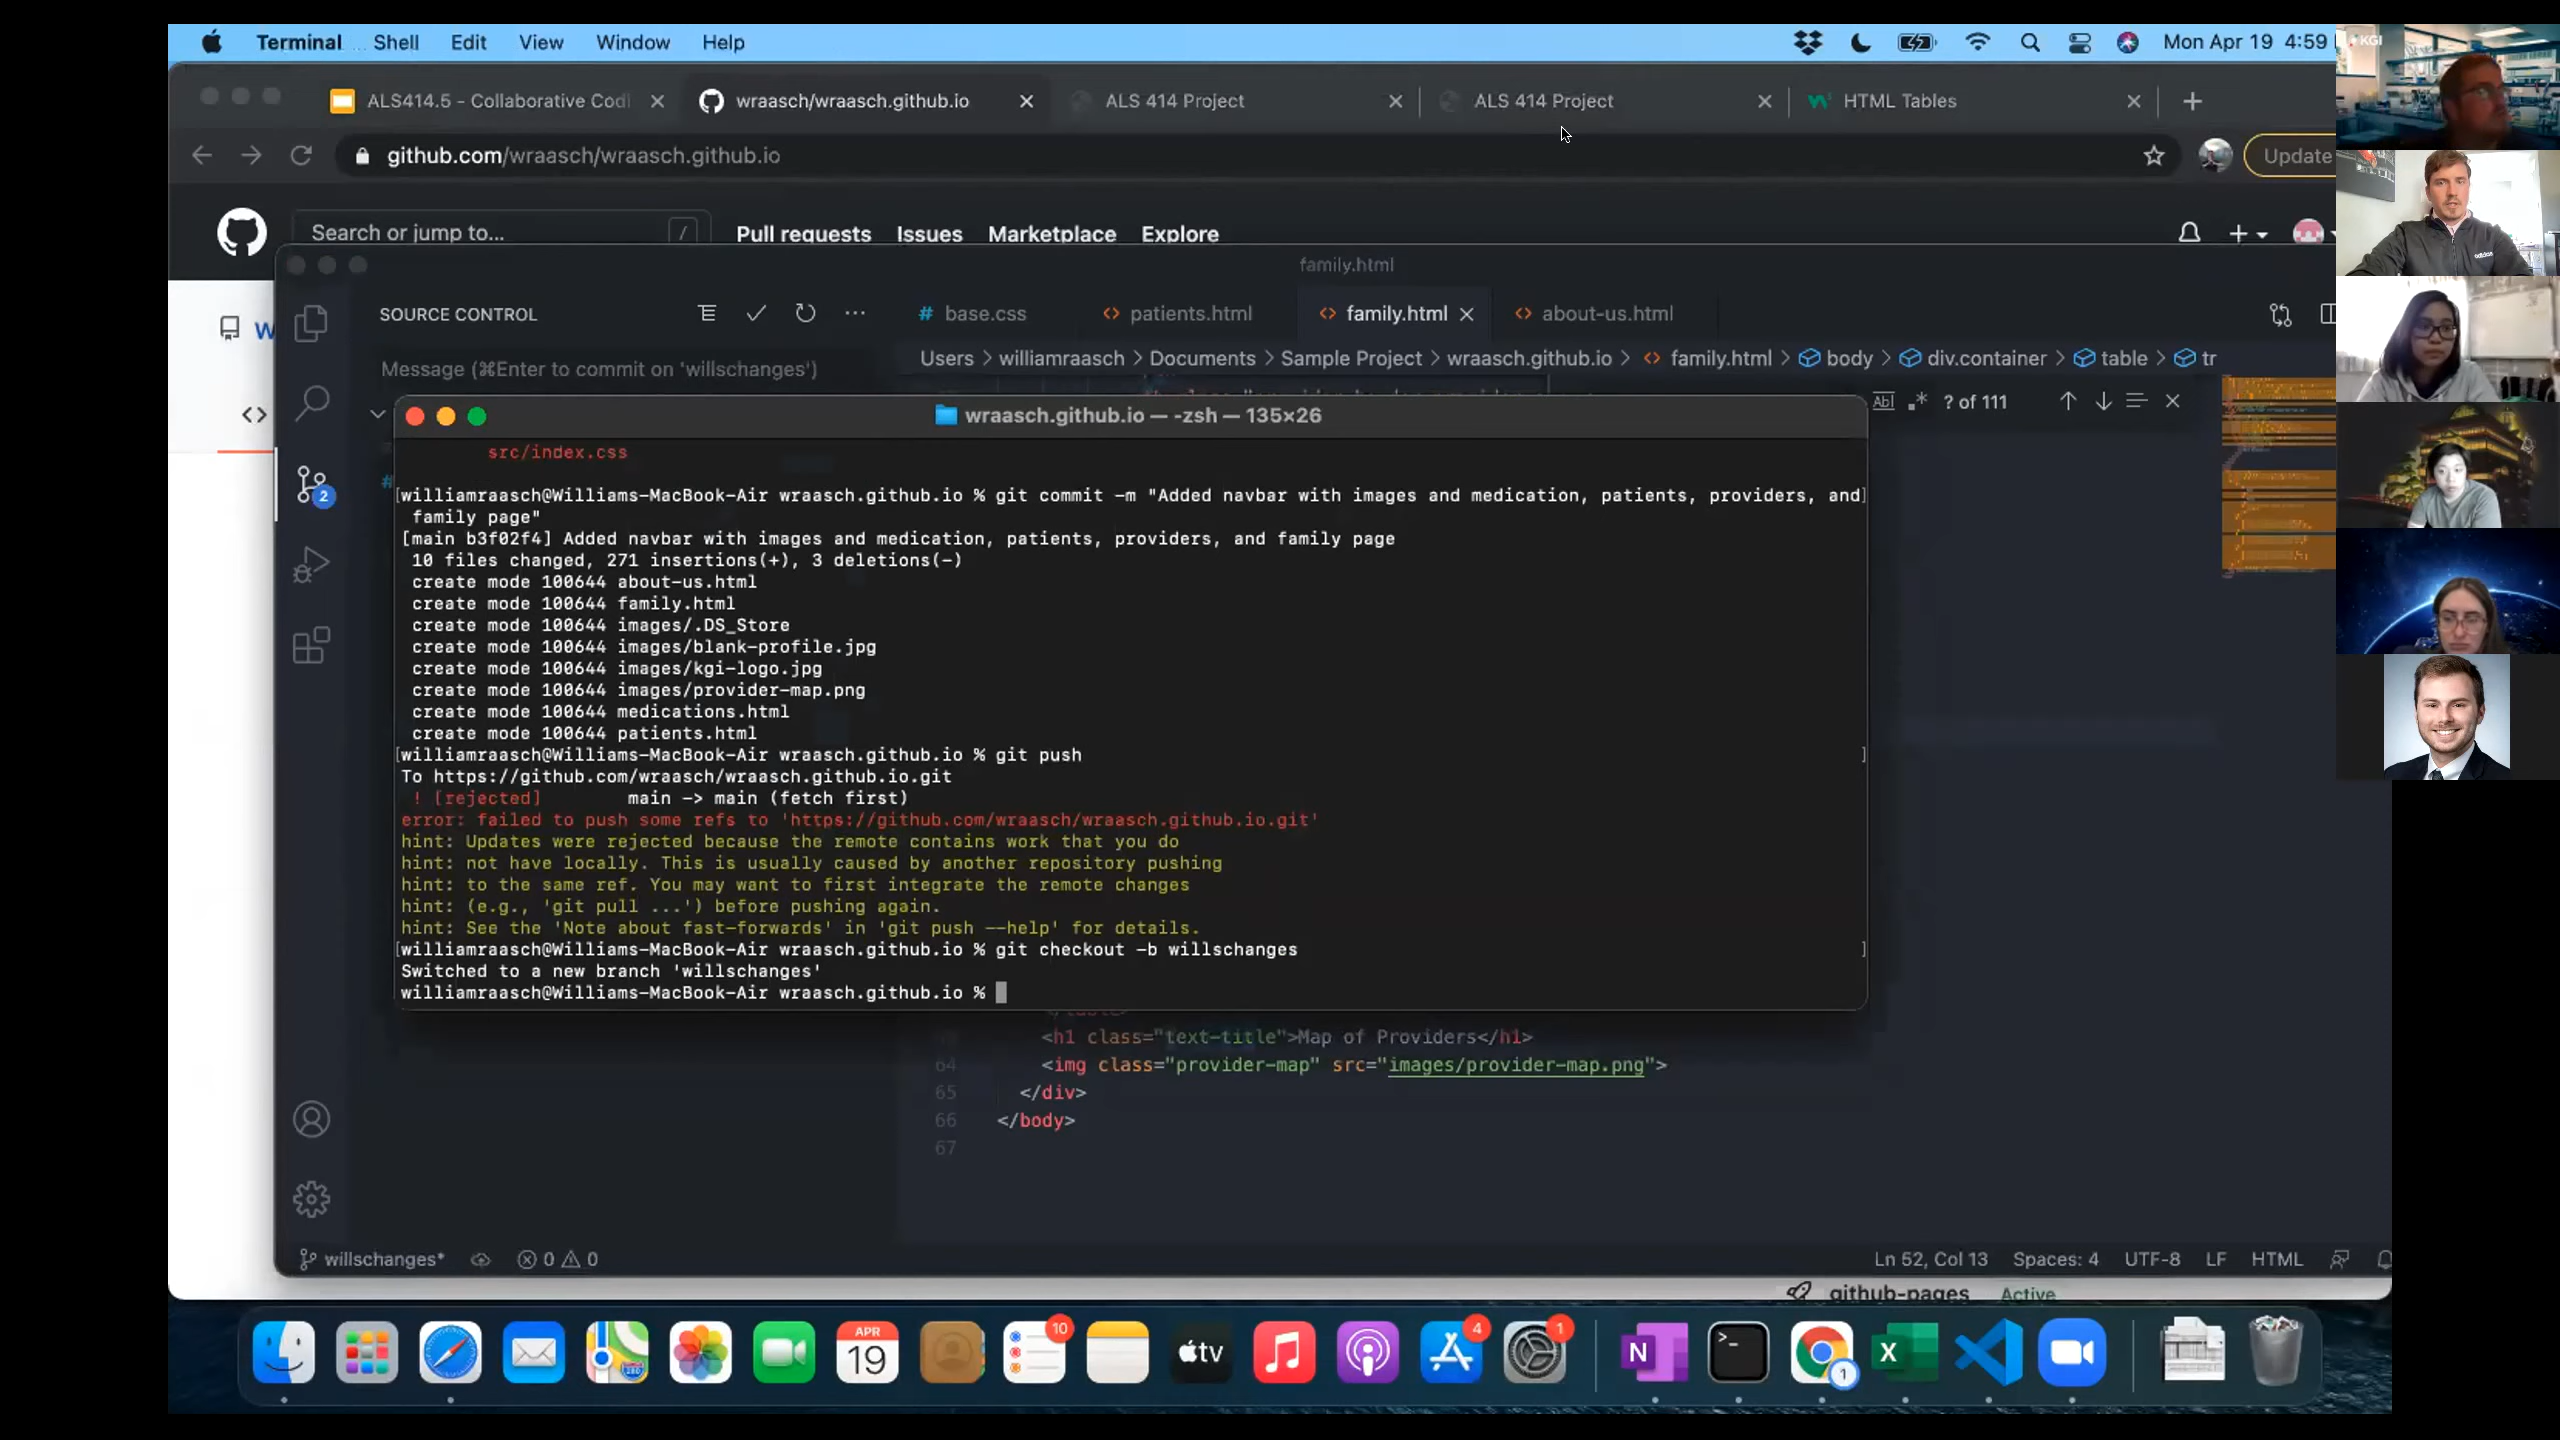 Terminal Shell Edit View Window Help Mon Apr 19 4:59
KGI
ALS414.5 - Collaborative Codi
wraasch/wraasch.github.io
ALS 414 Project
ALS 414 Project
HTML Tables
github.com/wraasch/wraasch.github.io
Update
Search or jump to... /
Pull requests Issues Marketplace Explore
family.html
SOURCE CONTROL
# base.css
patients.html
family.html
about-us.html
Message (⌘Enter to commit on 'willschanges')
Users > williamraasch > Documents > Sample Project > wraasch.github.io > family.html > body > div.container > table > tr
? of 111
wraasch.github.io — -zsh — 135×26
src/index.css
[williamraasch@Williams-MacBook-Air wraasch.github.io % git commit -m "Added navbar with images and medication, patients, providers, and]
family page"
[main b3f02f4] Added navbar with images and medication, patients, providers, and family page
10 files changed, 271 insertions(+), 3 deletions(-)
create mode 100644 about-us.html
create mode 100644 family.html
create mode 100644 images/.DS_Store
create mode 100644 images/blank-profile.jpg
create mode 100644 images/kgi-logo.jpg
create mode 100644 images/provider-map.png
create mode 100644 medications.html
create mode 100644 patients.html
[williamraasch@Williams-MacBook-Air wraasch.github.io % git push ]
To https://github.com/wraasch/wraasch.github.io.git
! [rejected] main -> main (fetch first)
error: failed to push some refs to 'https://github.com/wraasch/wraasch.github.io.git'
hint: Updates were rejected because the remote contains work that you do
hint: not have locally. This is usually caused by another repository pushing
hint: to the same ref. You may want to first integrate the remote changes
hint: (e.g., 'git pull ...') before pushing again.
hint: See the 'Note about fast-forwards' in 'git push --help' for details.
[williamraasch@Williams-MacBook-Air wraasch.github.io % git checkout -b willschanges ]
Switched to a new branch 'willschanges'
williamraasch@Williams-MacBook-Air wraasch.github.io %
<h1 class="text-title">Map of Providers</h1>
64 <img class="provider-map" src="images/provider-map.png">
65 </div>
66 </body>
67
2
willschanges* 0 0
Ln 52, Col 13 Spaces: 4 UTF-8 LF HTML
github-pages Active
APR
19
10
tv
4
1
N
X
1